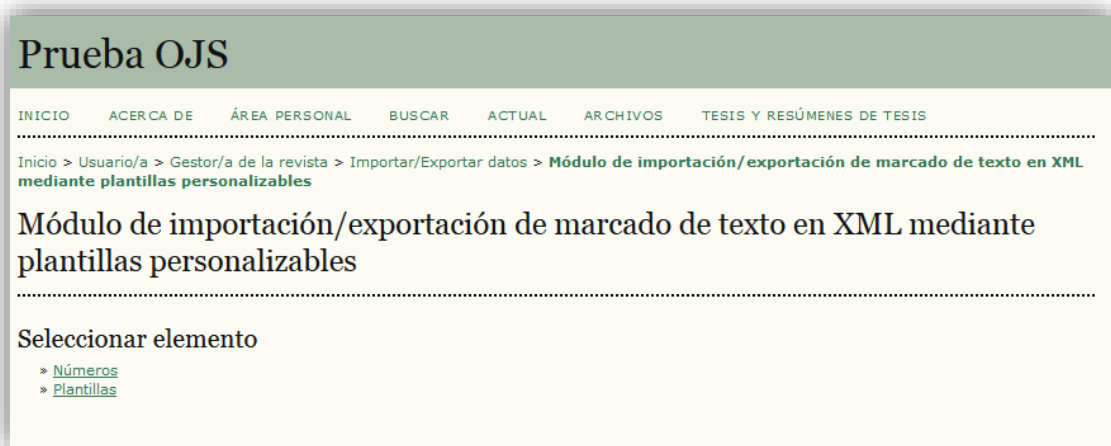 Prueba OJS
INICIO ACERCA DE ÁREA PERSONAL BUSCAR ACTUAL ARCHIVOS TESIS Y RESÚMENES DE TESIS
Inicio > Usuario/a > Gestor/a de la revista > Importar/Exportar datos > Módulo de importación/exportación de marcado de texto en XML
mediante plantillas personalizables
Módulo de importación/exportación de marcado de texto en XML mediante
plantillas personalizables
Seleccionar elemento
» Números
» Plantillas